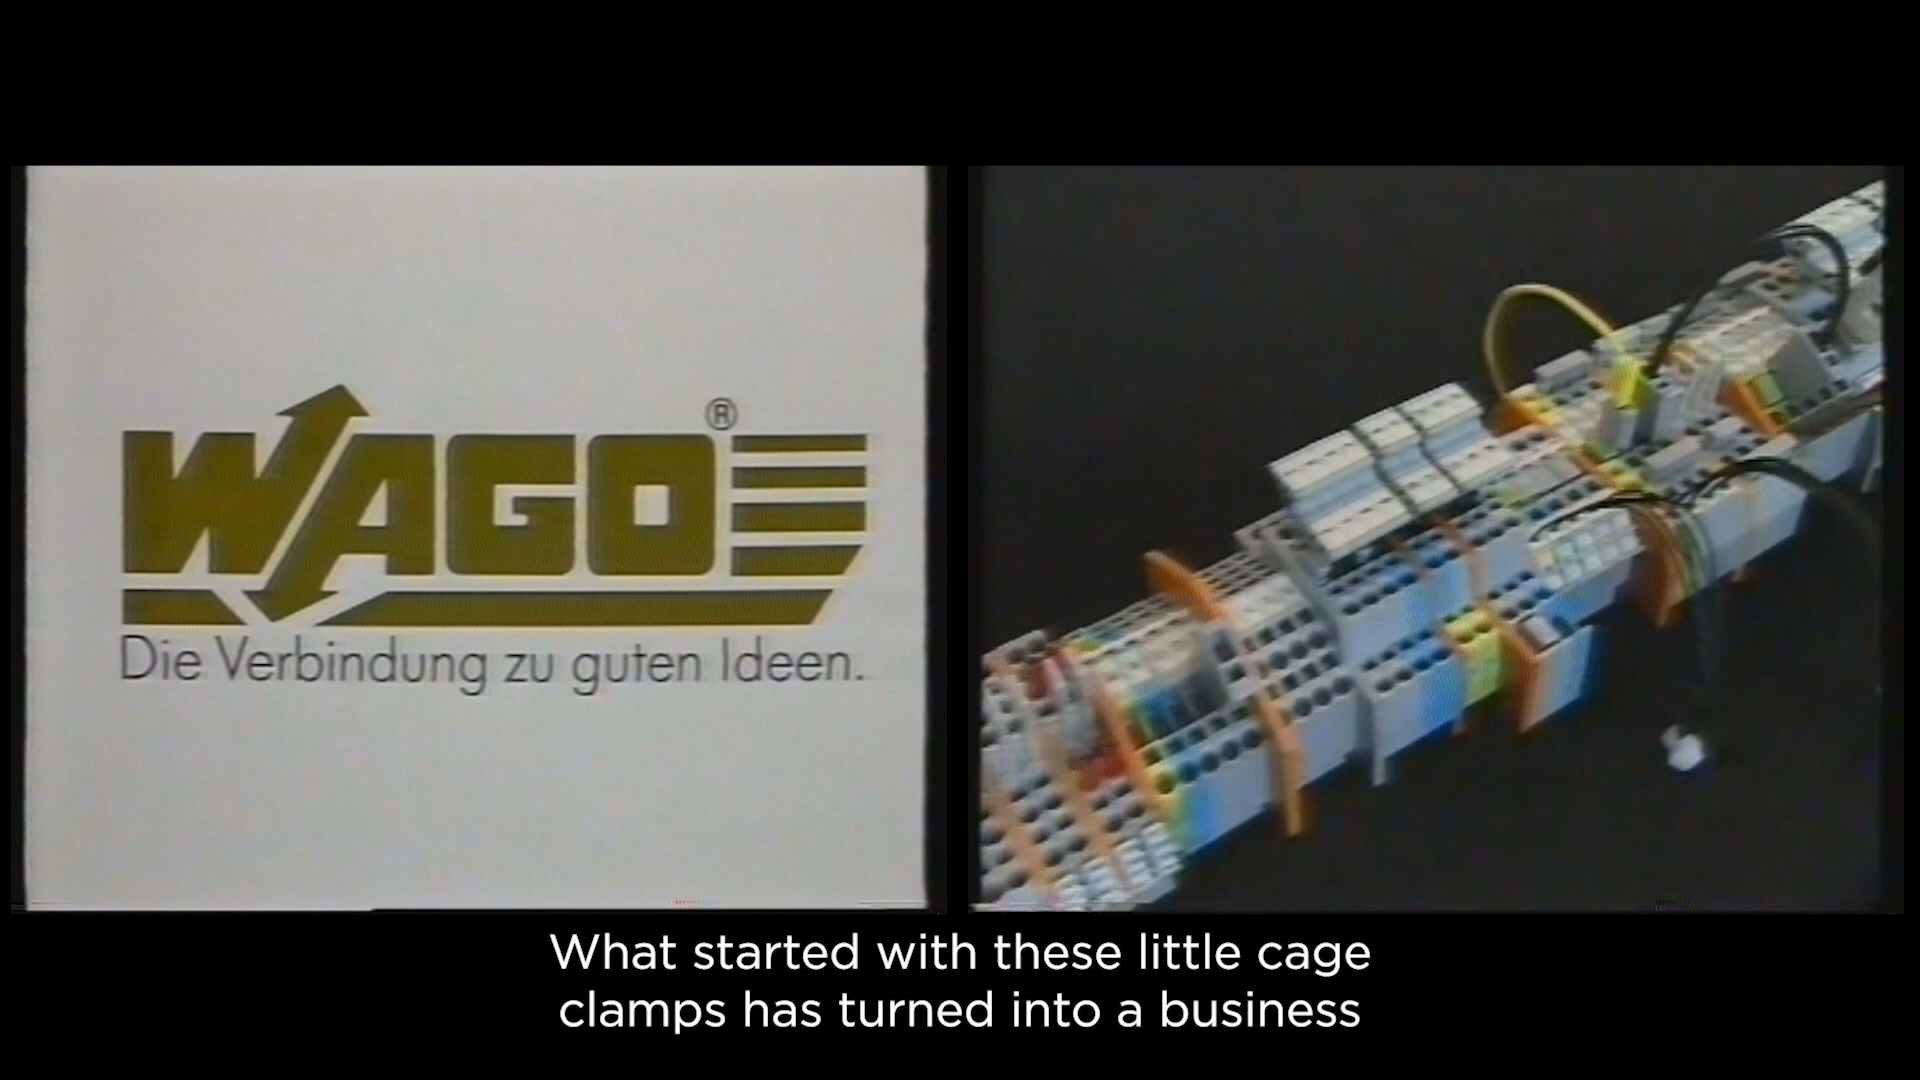 WAGO®
Die Verbindung zu guten Ideen.
What started with these little cage
clamps has turned into a business